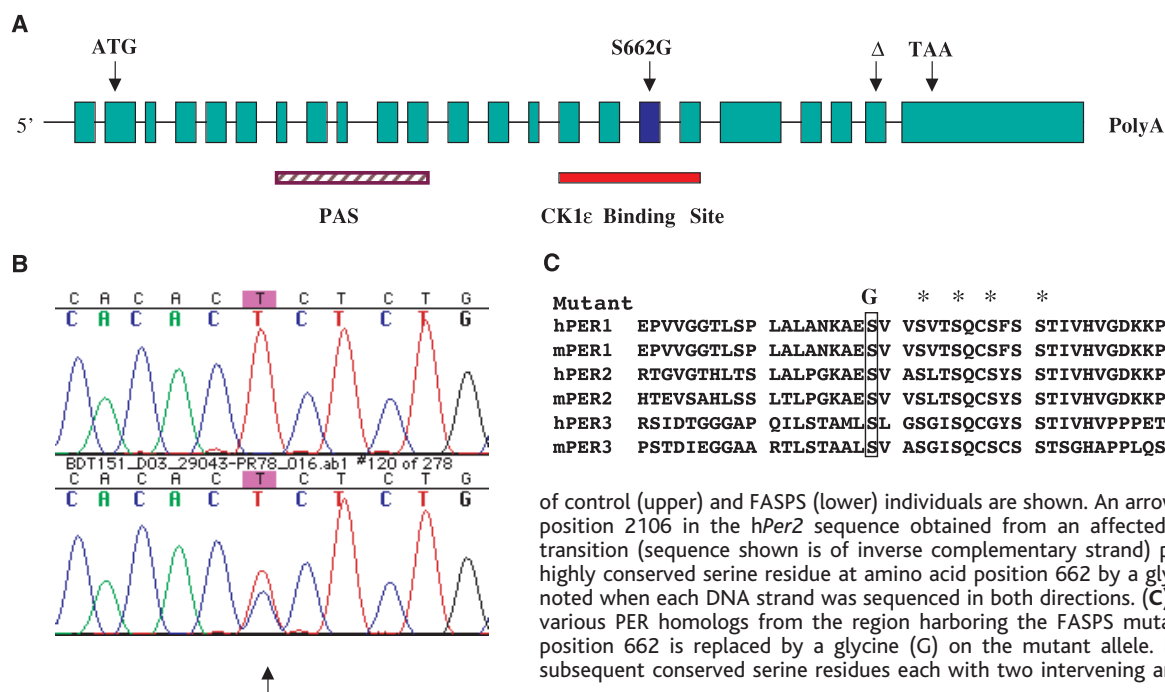 A
ATG S662G Δ TAA
5' PolyA
PAS CK1ε Binding Site
B
C A C A C T C T C T G
C A C A C T C T C T G
BDT151_D03_29043-PR78_016.ab1 #120 of 278
C A C A C T C T C T G
C A C A C T C T C T G
C
Mutant G * * * *
hPER1 EPVVGGTLSP LALANKAESV VSVTSQCSFS STIVHVGDKKP
mPER1 EPVVGGTLSP LALANKAESV VSVTSQCSFS STIVHVGDKKP
hPER2 RTGVGTHLTS LALPGKAESV ASLTSQCSYS STIVHVGDKKP
mPER2 HTEVSAHLSS LTLPGKAESV VSLTSQCSYS STIVHVGDKKP
hPER3 RSIDTGGGAP QILSTAMLSL GSGISQCGYS STIVHVPPPET
mPER3 PSTDIEGGAA RTLSTAALSV ASGISQCSCS STSGHAPPLQS
of control (upper) and FASPS (lower) individuals are shown. An arrow
position 2106 in the hPer2 sequence obtained from an affected
transition (sequence shown is of inverse complementary strand) p
highly conserved serine residue at amino acid position 662 by a gly
noted when each DNA strand was sequenced in both directions. (C)
various PER homologs from the region harboring the FASPS muta
position 662 is replaced by a glycine (G) on the mutant allele.
subsequent conserved serine residues each with two intervening ar